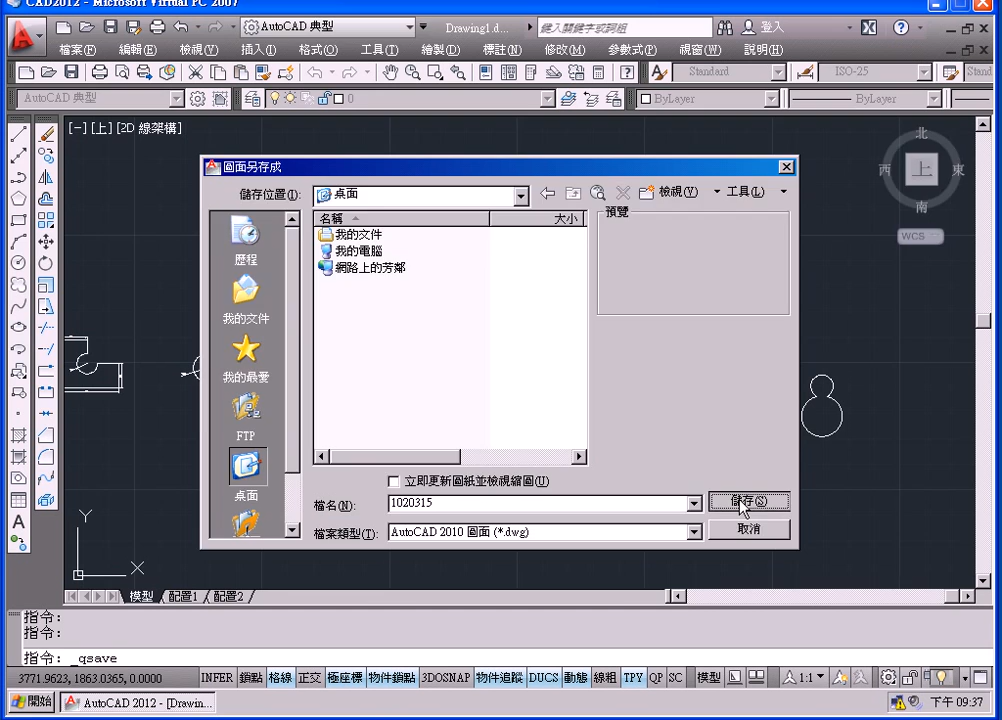 CAD2012 - Microsoft Virtual PC 2007
AutoCAD 典型
Drawing1.d...
鍵入關鍵字或詞組
登入
檔案(F) 編輯(E) 檢視(V) 插入(I) 格式(O) 工具(T) 繪製(D) 標註(N) 修改(M) 參數式(P) 視窗(W) 說明(H)
Standard ISO-25 Stand
AutoCAD 典型 0 ByLayer ByLayer
[−] [上] [2D 線架構]
北
西 上 東
南
WCS
圖面另存成
儲存位置(I): 桌面 檢視(V) 工具(L)
名稱 大小 預覽
我的文件
我的電腦
網路上的芳鄰
歷程
我的文件
我的最愛
FTP
桌面
立即更新圖紙並檢視縮圖(U)
檔名(N): 1020315 儲存(S)
檔案類型(T): AutoCAD 2010 圖面 (*.dwg) 取消
Y
X
模型 配置1 配置2
指令:
指令:
指令: _qsave
3771.9623, 1863.0365, 0.0000 INFER 鎖點 格線 正交 極座標 物件鎖點 3DOSNAP 物件追蹤 DUCS 動態 線粗 TPY QP SC 模型 1:1
開始 AutoCAD 2012 - [Drawin... 下午 09:37